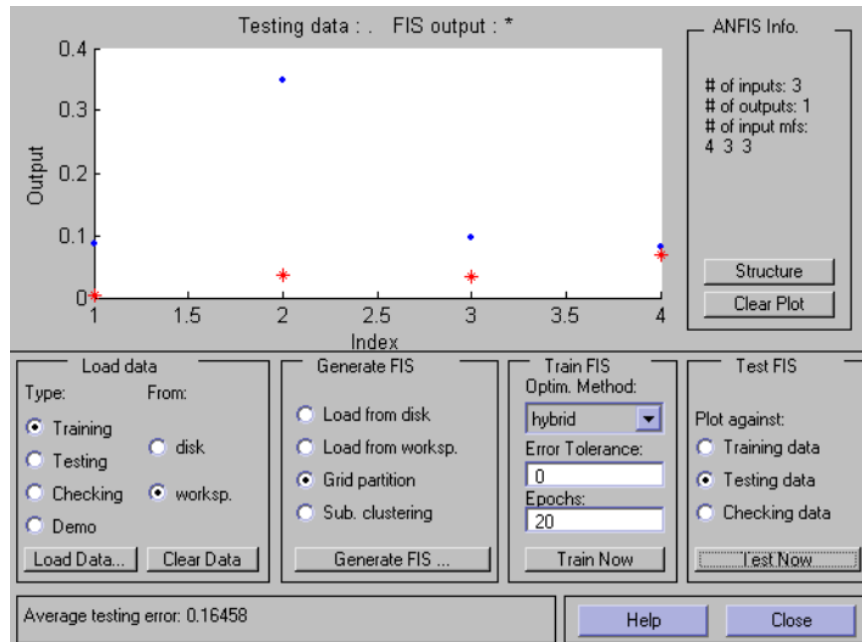 Testing data : .   FIS output : *
0.4
0.3
0.2
0.1
0
Output
1
1.5
2
2.5
3
3.5
4
Index
ANFIS Info.
# of inputs: 3
# of outputs: 1
# of input mfs:
4  3  3
Structure
Clear Plot
Load data
Type:
From:
Training
Testing
Checking
Demo
disk
worksp.
Load Data...
Clear Data
Generate FIS
Load from disk
Load from worksp.
Grid partition
Sub. clustering
Generate FIS ...
Train FIS
Optim. Method:
hybrid
Error Tolerance:
0
Epochs:
20
Train Now
Test FIS
Plot against:
Training data
Testing data
Checking data
Test Now
Average testing error: 0.16458
Help
Close